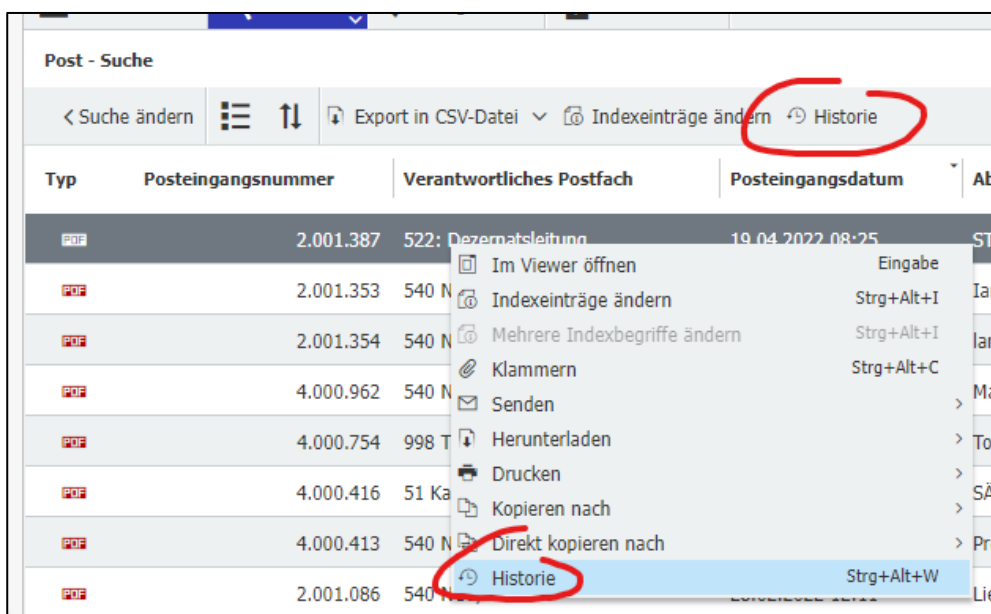 Post - Suche
< Suche ändern Export in CSV-Datei Indexeinträge ändern Historie
Typ Posteingangsnummer Verantwortliches Postfach Posteingangsdatum
PDF 2.001.387 522: Dezernatsleitung 19.04.2022 08:25
Im Viewer öffnen Eingabe
PDF 2.001.353 540
Indexeinträge ändern Strg+Alt+I
PDF 2.001.354 540
Mehrere Indexbegriffe ändern Strg+Alt+I
Klammern Strg+Alt+C
PDF 4.000.962 540
Senden
PDF 4.000.754 998
Herunterladen
Drucken
PDF 4.000.416 51
Kopieren nach
PDF 4.000.413 540
Direkt kopieren nach
Historie Strg+Alt+W
PDF 2.001.086 540